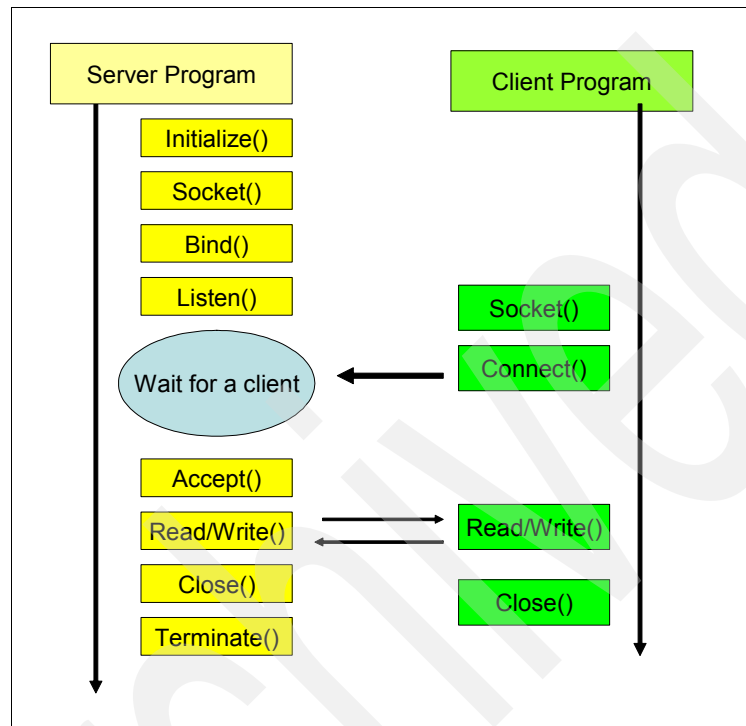 Server Program
Client Program
Initialize()
Socket()
Bind()
Listen()
Socket()
Wait for a client
Connect()
Accept()
Read/Write()
Read/Write()
Close()
Close()
Terminate()